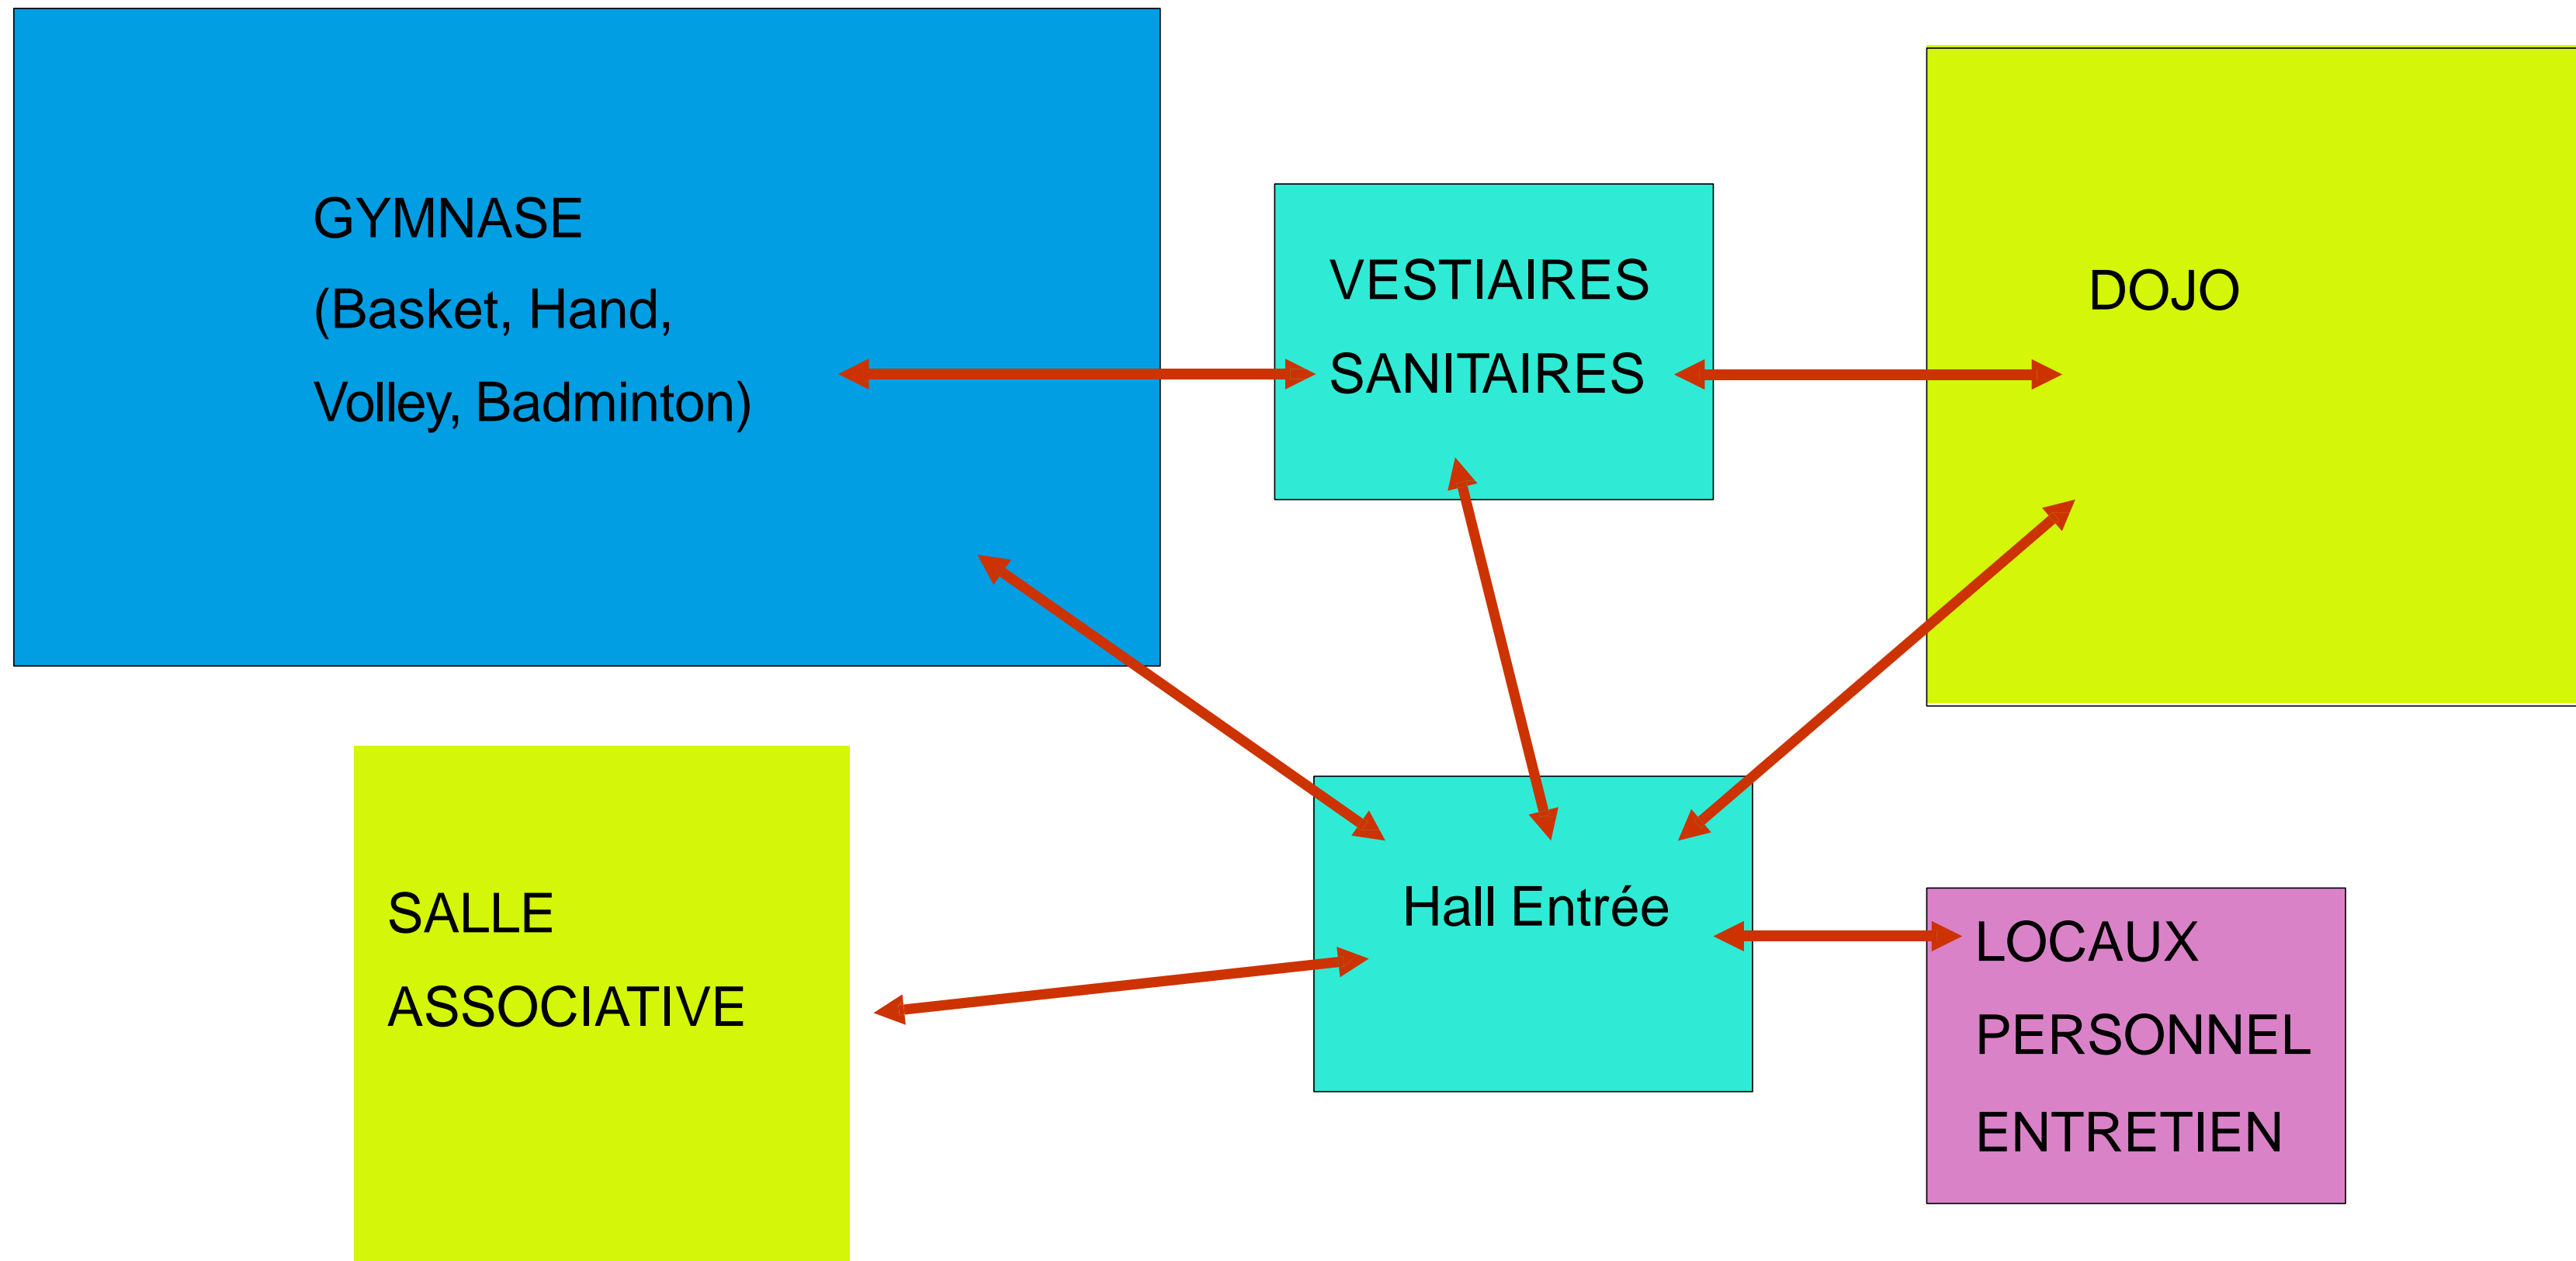 GYMNASE
(Basket, Hand,
Volley, Badminton)
VESTIAIRES
SANITAIRES
DOJO
SALLE
ASSOCIATIVE
Hall Entrée
LOCAUX
PERSONNEL
ENTRETIEN